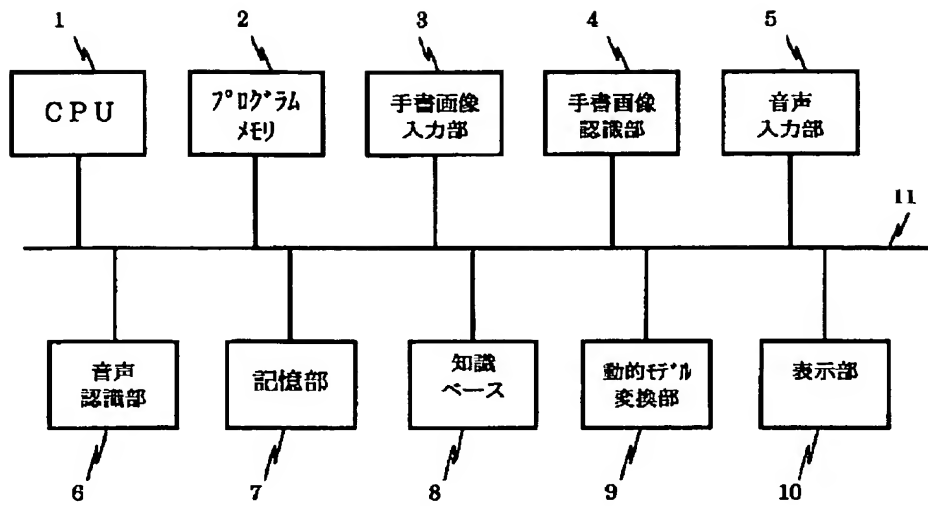 1
2
3
4
5
CPU
プログラム
メモリ
手書画像
入力部
手書画像
認識部
音声
入力部
11
音声
認識部
記憶部
知識
ベース
動的モデル
変換部
表示部
6
7
8
9
10